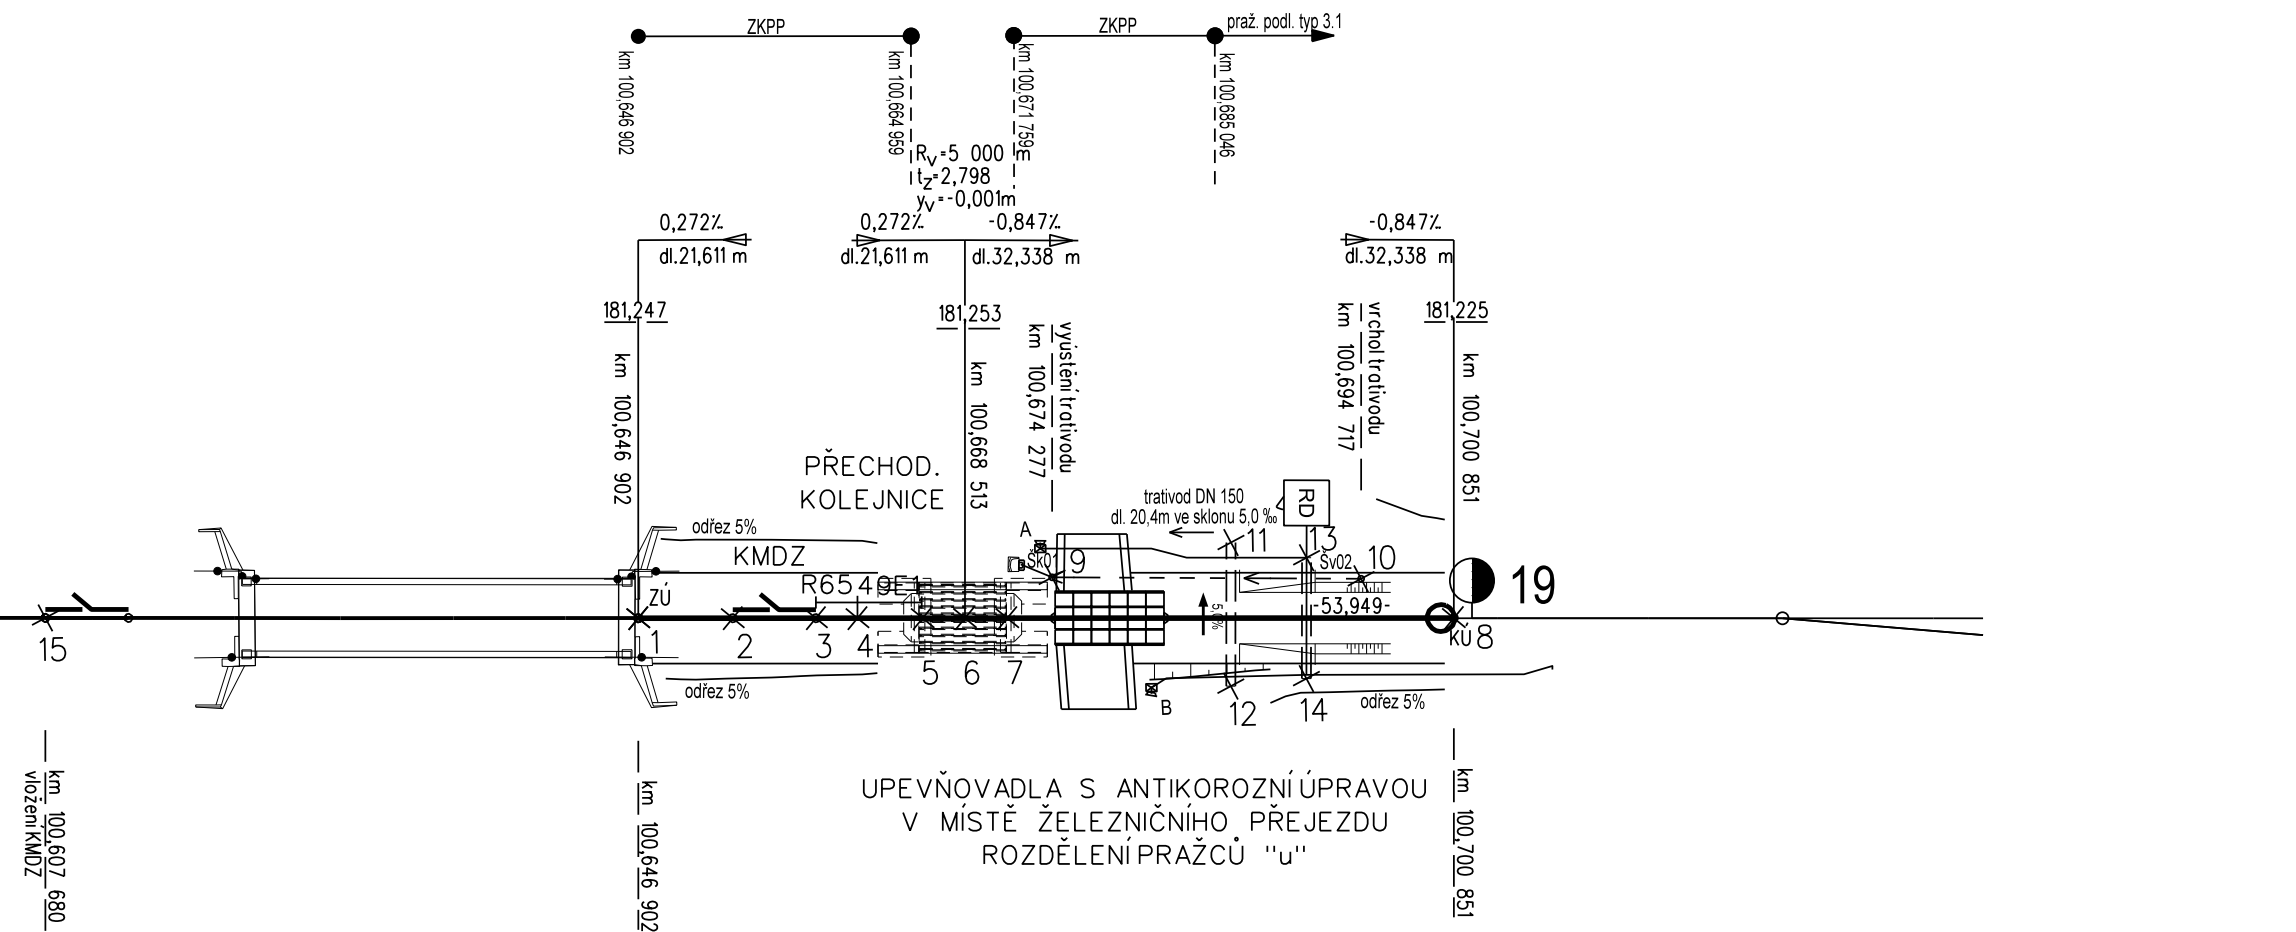 ZKPP
ZKPP
praž. podl. typ 3.1
km 100,646 902
km 100,664 959
km 100,671 759
km 100,685 046
Rv=5 000 m
tz=2,798
yv=-0,001m
0,272‰
dl.21,611 m
0,272‰
dl.21,611 m
-0,847‰
dl.32,338 m
-0,847‰
dl.32,338 m
181,247
181,253
181,225
km 100,646 902
km 100,668 513
vyústění trativodu
km 100,674 277
vrchol trativodu
km 100,694 717
km 100,700 851
PŘECHOD.
KOLEJNICE
trativod DN 150
dl. 20,4m ve sklonu 5,0 ‰
RD
odřez 5%
KMDZ
A
Šk01
9
11
13
Šv02
10
R6549E1
ZÚ
5,0%
-53,949-
19
15
1
2
3
4
5
6
7
KÚ
8
odřez 5%
B
12
14
odřez 5%
km 100,607 680
vložení KMDZ
km 100,646 902
km 100,700 851
UPEVŇOVADLA S ANTIKOROZNÍ ÚPRAVOU
V MÍSTĚ ŽELEZNIČNÍHO PŘEJEZDU
ROZDĚLENÍ PRAŽCŮ "u"